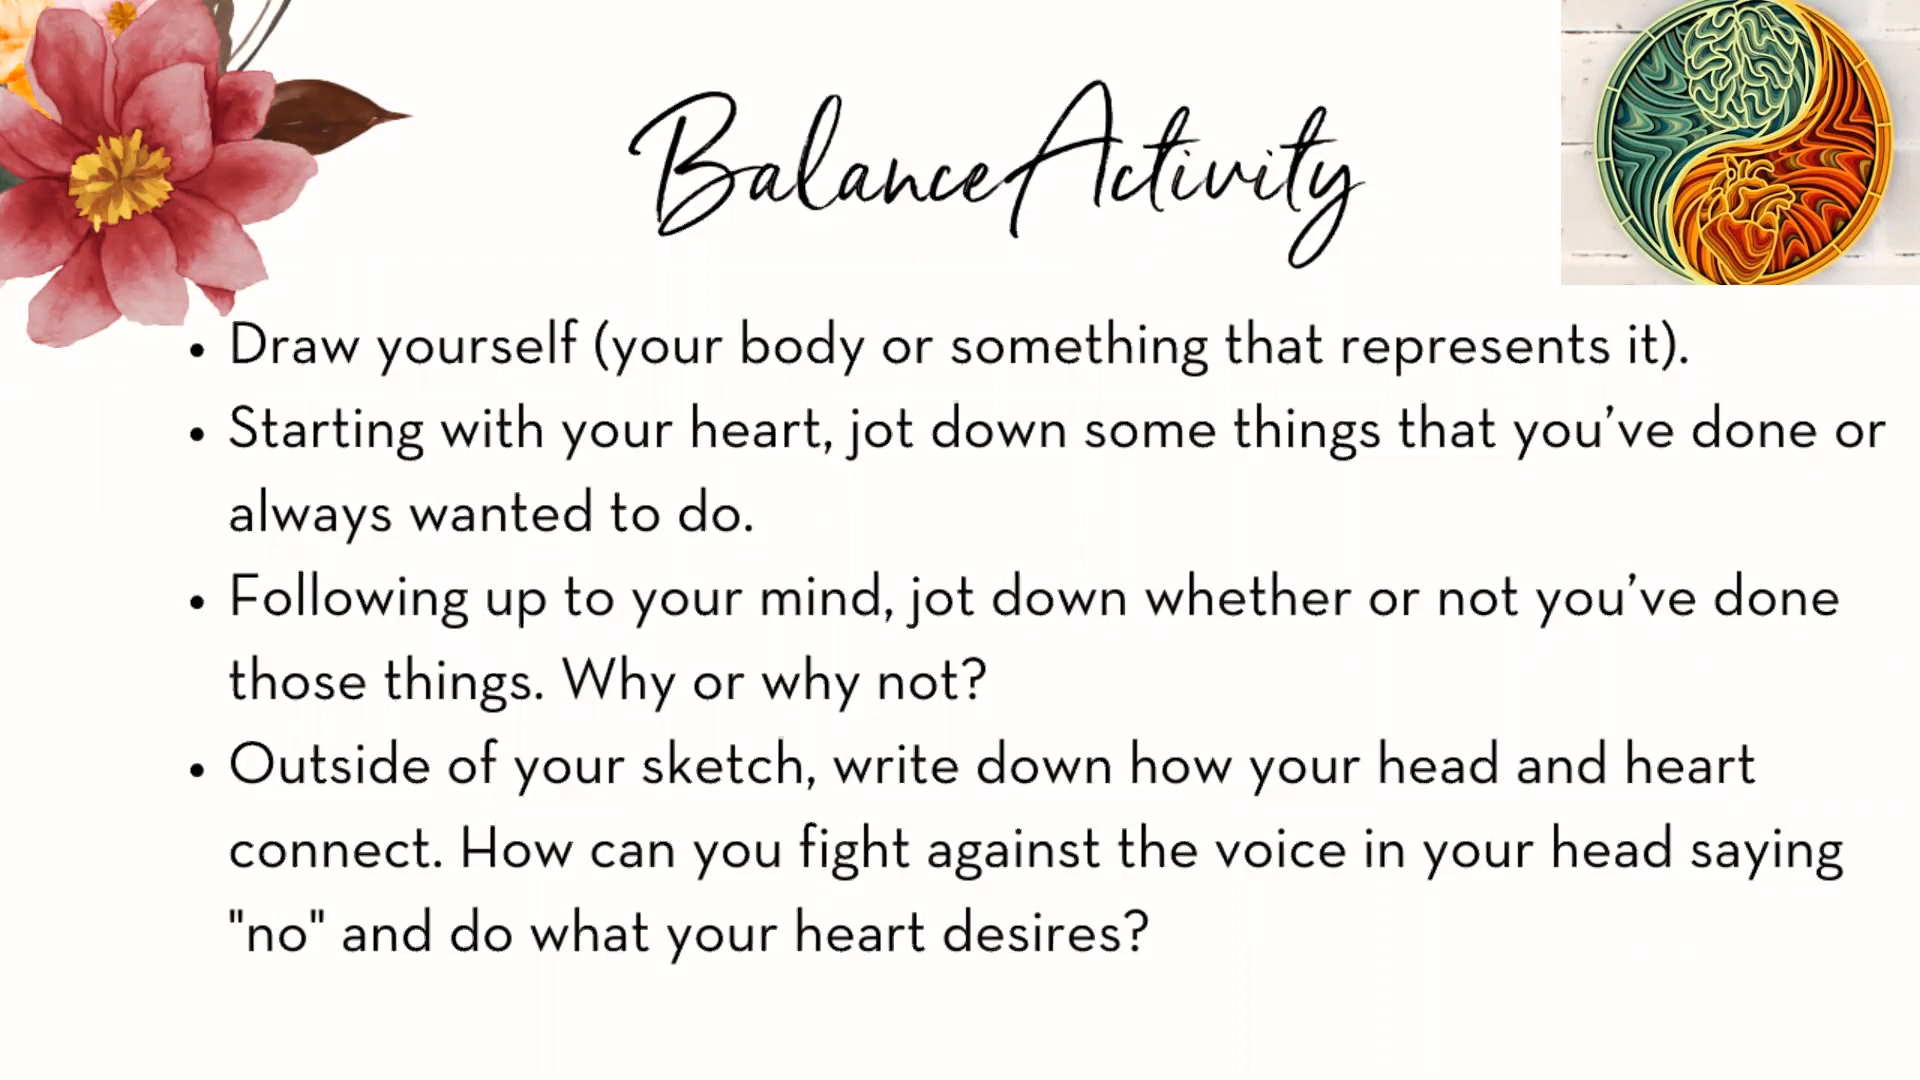 Balance Activity
• Draw yourself (your body or something that represents it).
• Starting with your heart, jot down some things that you’ve done or
always wanted to do.
• Following up to your mind, jot down whether or not you’ve done
those things. Why or why not?
• Outside of your sketch, write down how your head and heart
connect. How can you fight against the voice in your head saying
"no" and do what your heart desires?